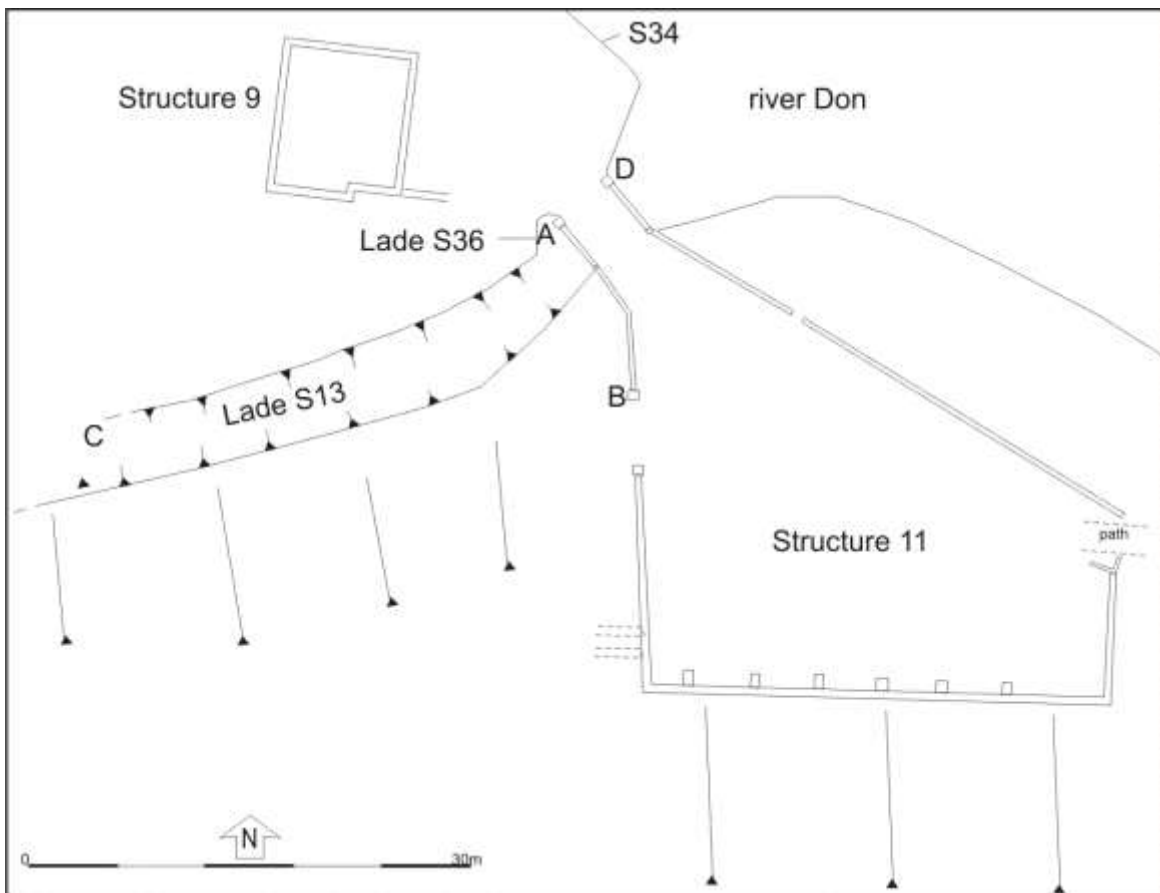 S34
Structure 9
river Don
D
A
Lade S36
B
Lade S13
C
path
Structure 11
N
0
30m